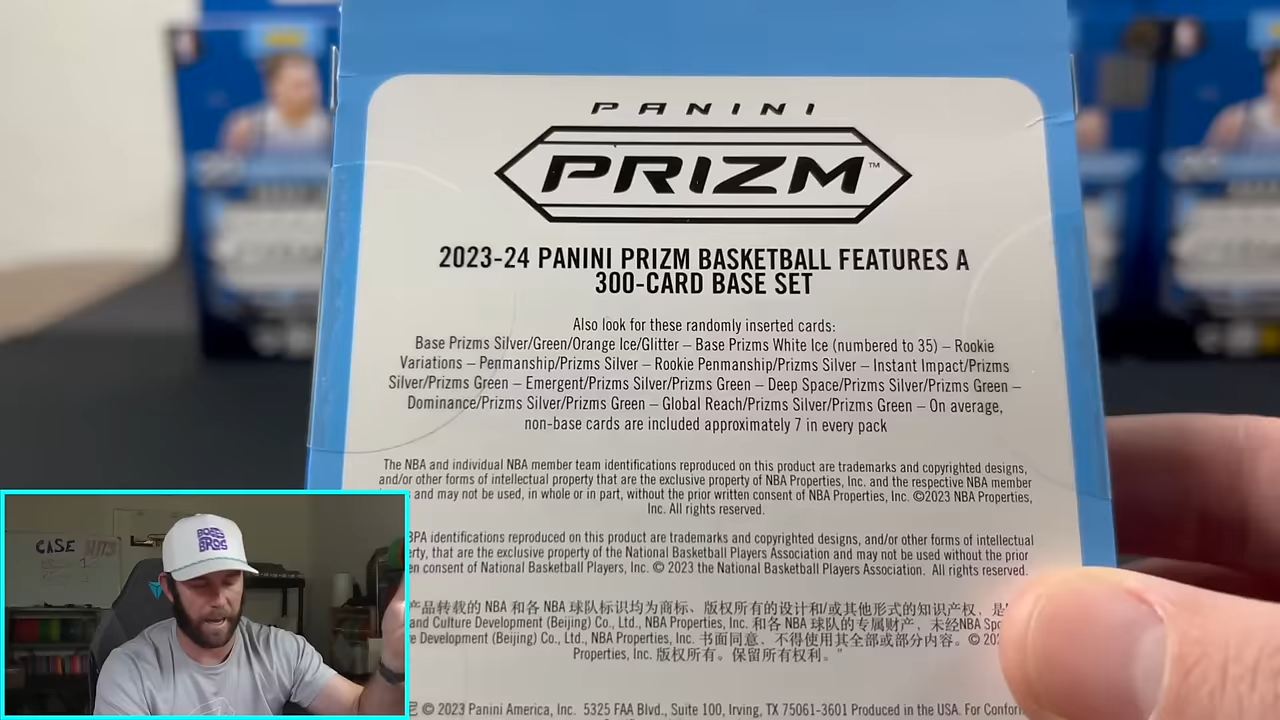 PANINI
PRIZM™
2023-24 PANINI PRIZM BASKETBALL FEATURES A
300-CARD BASE SET
Also look for these randomly inserted cards:
Base Prizms Silver/Green/Orange Ice/Glitter – Base Prizms White Ice (numbered to 35) – Rookie
Variations – Penmanship/Prizms Silver – Rookie Penmanship/Prizms Silver – Instant Impact/Prizms
Silver/Prizms Green – Emergent/Prizms Silver/Prizms Green – Deep Space/Prizms Silver/Prizms Green –
Dominance/Prizms Silver/Prizms Green – Global Reach/Prizms Silver/Prizms Green – On average,
non-base cards are included approximately 7 in every pack
The NBA and individual NBA member team identifications reproduced on this product are trademarks and copyrighted designs,
and/or other forms of intellectual property that are the exclusive property of NBA Properties, Inc. and the respective NBA member
and may not be used, in whole or in part, without the prior written consent of NBA Properties, Inc. ©2023 NBA Properties,
Inc. All rights reserved.
BPA identifications reproduced on this product are trademarks, copyrighted designs, and/or other forms of intellectual
erty, that are the exclusive property of the National Basketball Players Association and may not be used without the prior
en consent of National Basketball Players, Inc. © 2023 the National Basketball Players Association. All rights reserved.
产品转载的 NBA 和各 NBA 球队标识均为商标、版权所有的设计和/或其他形式的知识产权，是
and Culture Development (Beijing) Co., Ltd., NBA Properties, Inc. 和各 NBA 球队的专属财产，未经NBA Spo
e Development (Beijing) Co., Ltd., NBA Properties, Inc. 书面同意，不得使用其全部或部分内容。© 202
Properties, Inc. 版权所有。保留所有权利。”
© 2023 Panini America, Inc. 5325 FAA Blvd., Suite 100, Irving, TX 75061-3601 Produced in the USA. For Conform
CASE HITS
BOXES
BROS